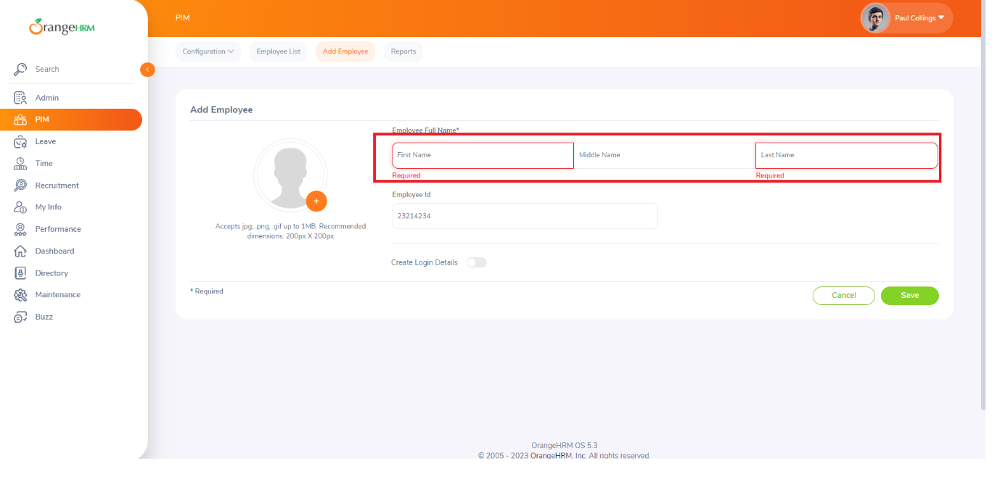 OrangeHRM
PIM
Paul Collings
Configuration
Employee List
Add Employee
Reports
Search
Admin
PIM
Leave
Time
Recruitment
My Info
Performance
Dashboard
Directory
Maintenance
Buzz
Add Employee
Accepts jpg, .png, .gif up to 1MB. Recommended
dimensions: 200px X 200px
Employee Full Name*
First Name
Middle Name
Last Name
Required
Required
Employee Id
23214234
Create Login Details
* Required
Cancel
Save
OrangeHRM OS 5.3
© 2005 - 2023 OrangeHRM, Inc. All rights reserved.